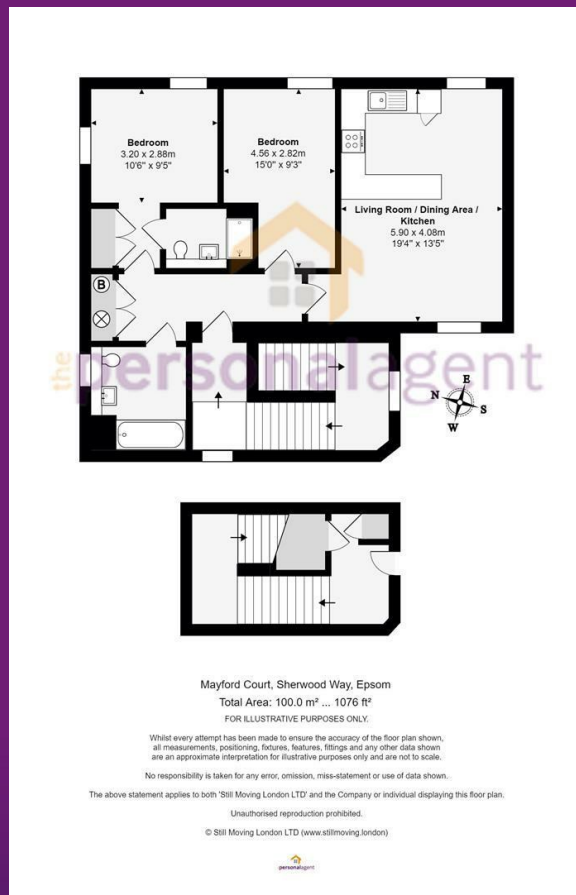 Bedroom
3.20 x 2.88m
10'6" x 9'5"
Bedroom
4.56 x 2.82m
15'0" x 9'3"
Living Room / Dining Area /
Kitchen
5.90 x 4.08m
19'4" x 13'5"
B
the personalagent
E
N
S
W
Mayford Court, Sherwood Way, Epsom
Total Area: 100.0 m² ... 1076 ft²
FOR ILLUSTRATIVE PURPOSES ONLY.
Whilst every attempt has been made to ensure the accuracy of the floor plan shown,
all measurements, positioning, fixtures, features, fittings and any other data shown
are an approximate interpretation for illustrative purposes only and are not to scale.
No responsibility is taken for any error, omission, miss-statement or use of data shown.
The above statement applies to both 'Still Moving London LTD' and the Company or individual displaying this floor plan.
Unauthorised reproduction prohibited.
© Still Moving London LTD (www.stillmoving.london)
personalagent